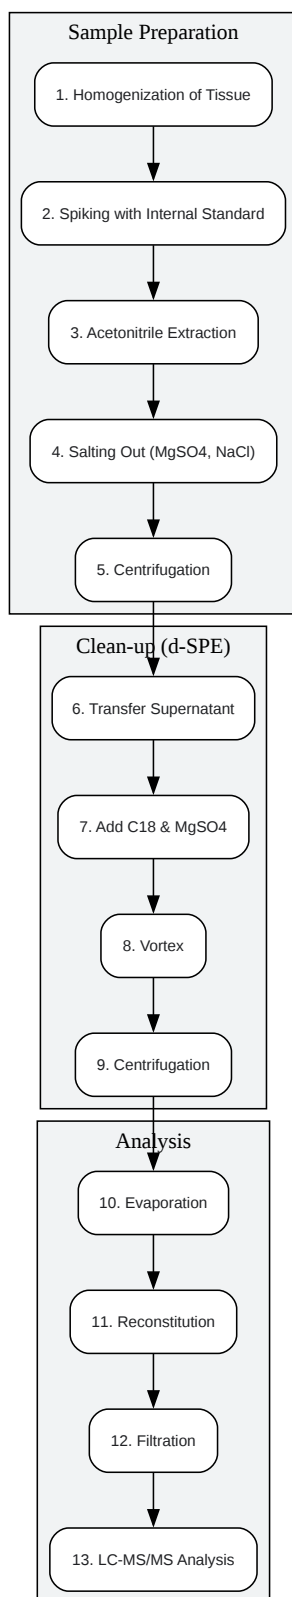 Sample Preparation
1. Homogenization of Tissue
2. Spiking with Internal Standard
3. Acetonitrile Extraction
4. Salting Out (MgSO4, NaCl)
5. Centrifugation
Clean-up (d-SPE)
6. Transfer Supernatant
7. Add C18 & MgSO4
8. Vortex
9. Centrifugation
Analysis
10. Evaporation
11. Reconstitution
12. Filtration
13. LC-MS/MS Analysis